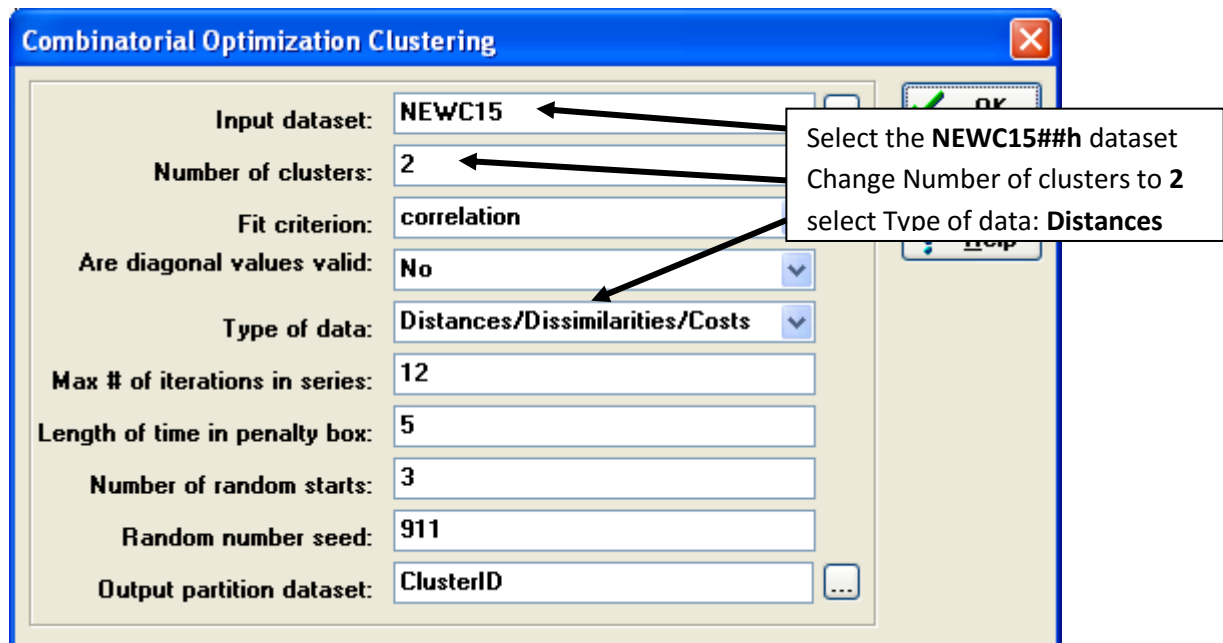 Combinatorial Optimization Clustering
Input dataset: NEWC15
Number of clusters: 2
Fit criterion: correlation
Are diagonal values valid: No
Type of data: Distances/Dissimilarities/Costs
Max # of iterations in series: 12
Length of time in penalty box: 5
Number of random starts: 3
Random number seed: 911
Output partition dataset: ClusterID
...
OK
Select the NEWC15##h dataset
Change Number of clusters to 2
select Type of data: Distances
Help